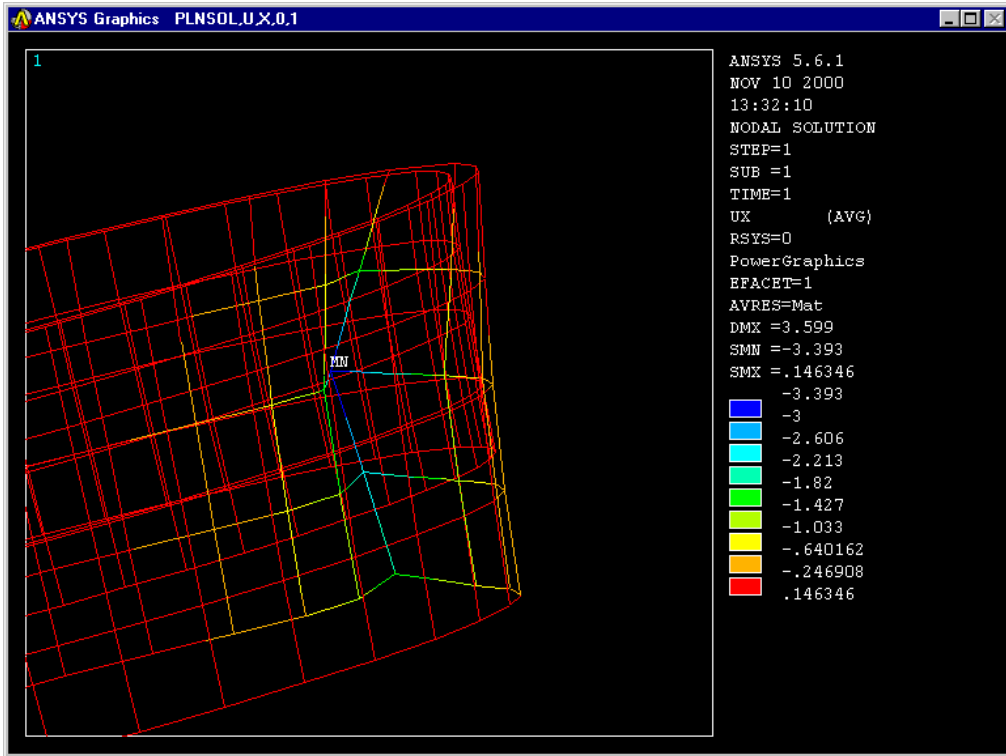 ANSYS Graphics PLNSOL,U,X,0,1
1
ANSYS 5.6.1
NOV 10 2000
13:32:10
NODAL SOLUTION
STEP=1
SUB =1
TIME=1
UX (AVG)
RSYS=0
PowerGraphics
EFACET=1
AVRES=Mat
DMX =3.599
SMN =-3.393
SMX =.146346
-3.393
-3
-2.606
-2.213
-1.82
-1.427
-1.033
-.640162
-.246908
.146346
MN